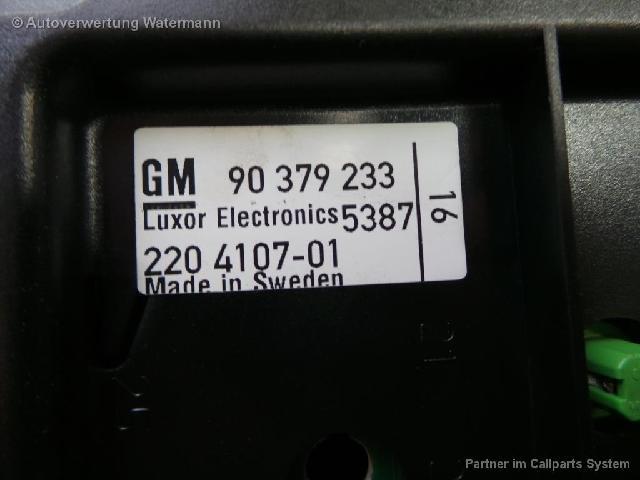 © Autoverwertung Watermann
GM 90 379 233
Luxor Electronics 5387
220 4107-01
Made in Sweden
16
Partner im Callparts System